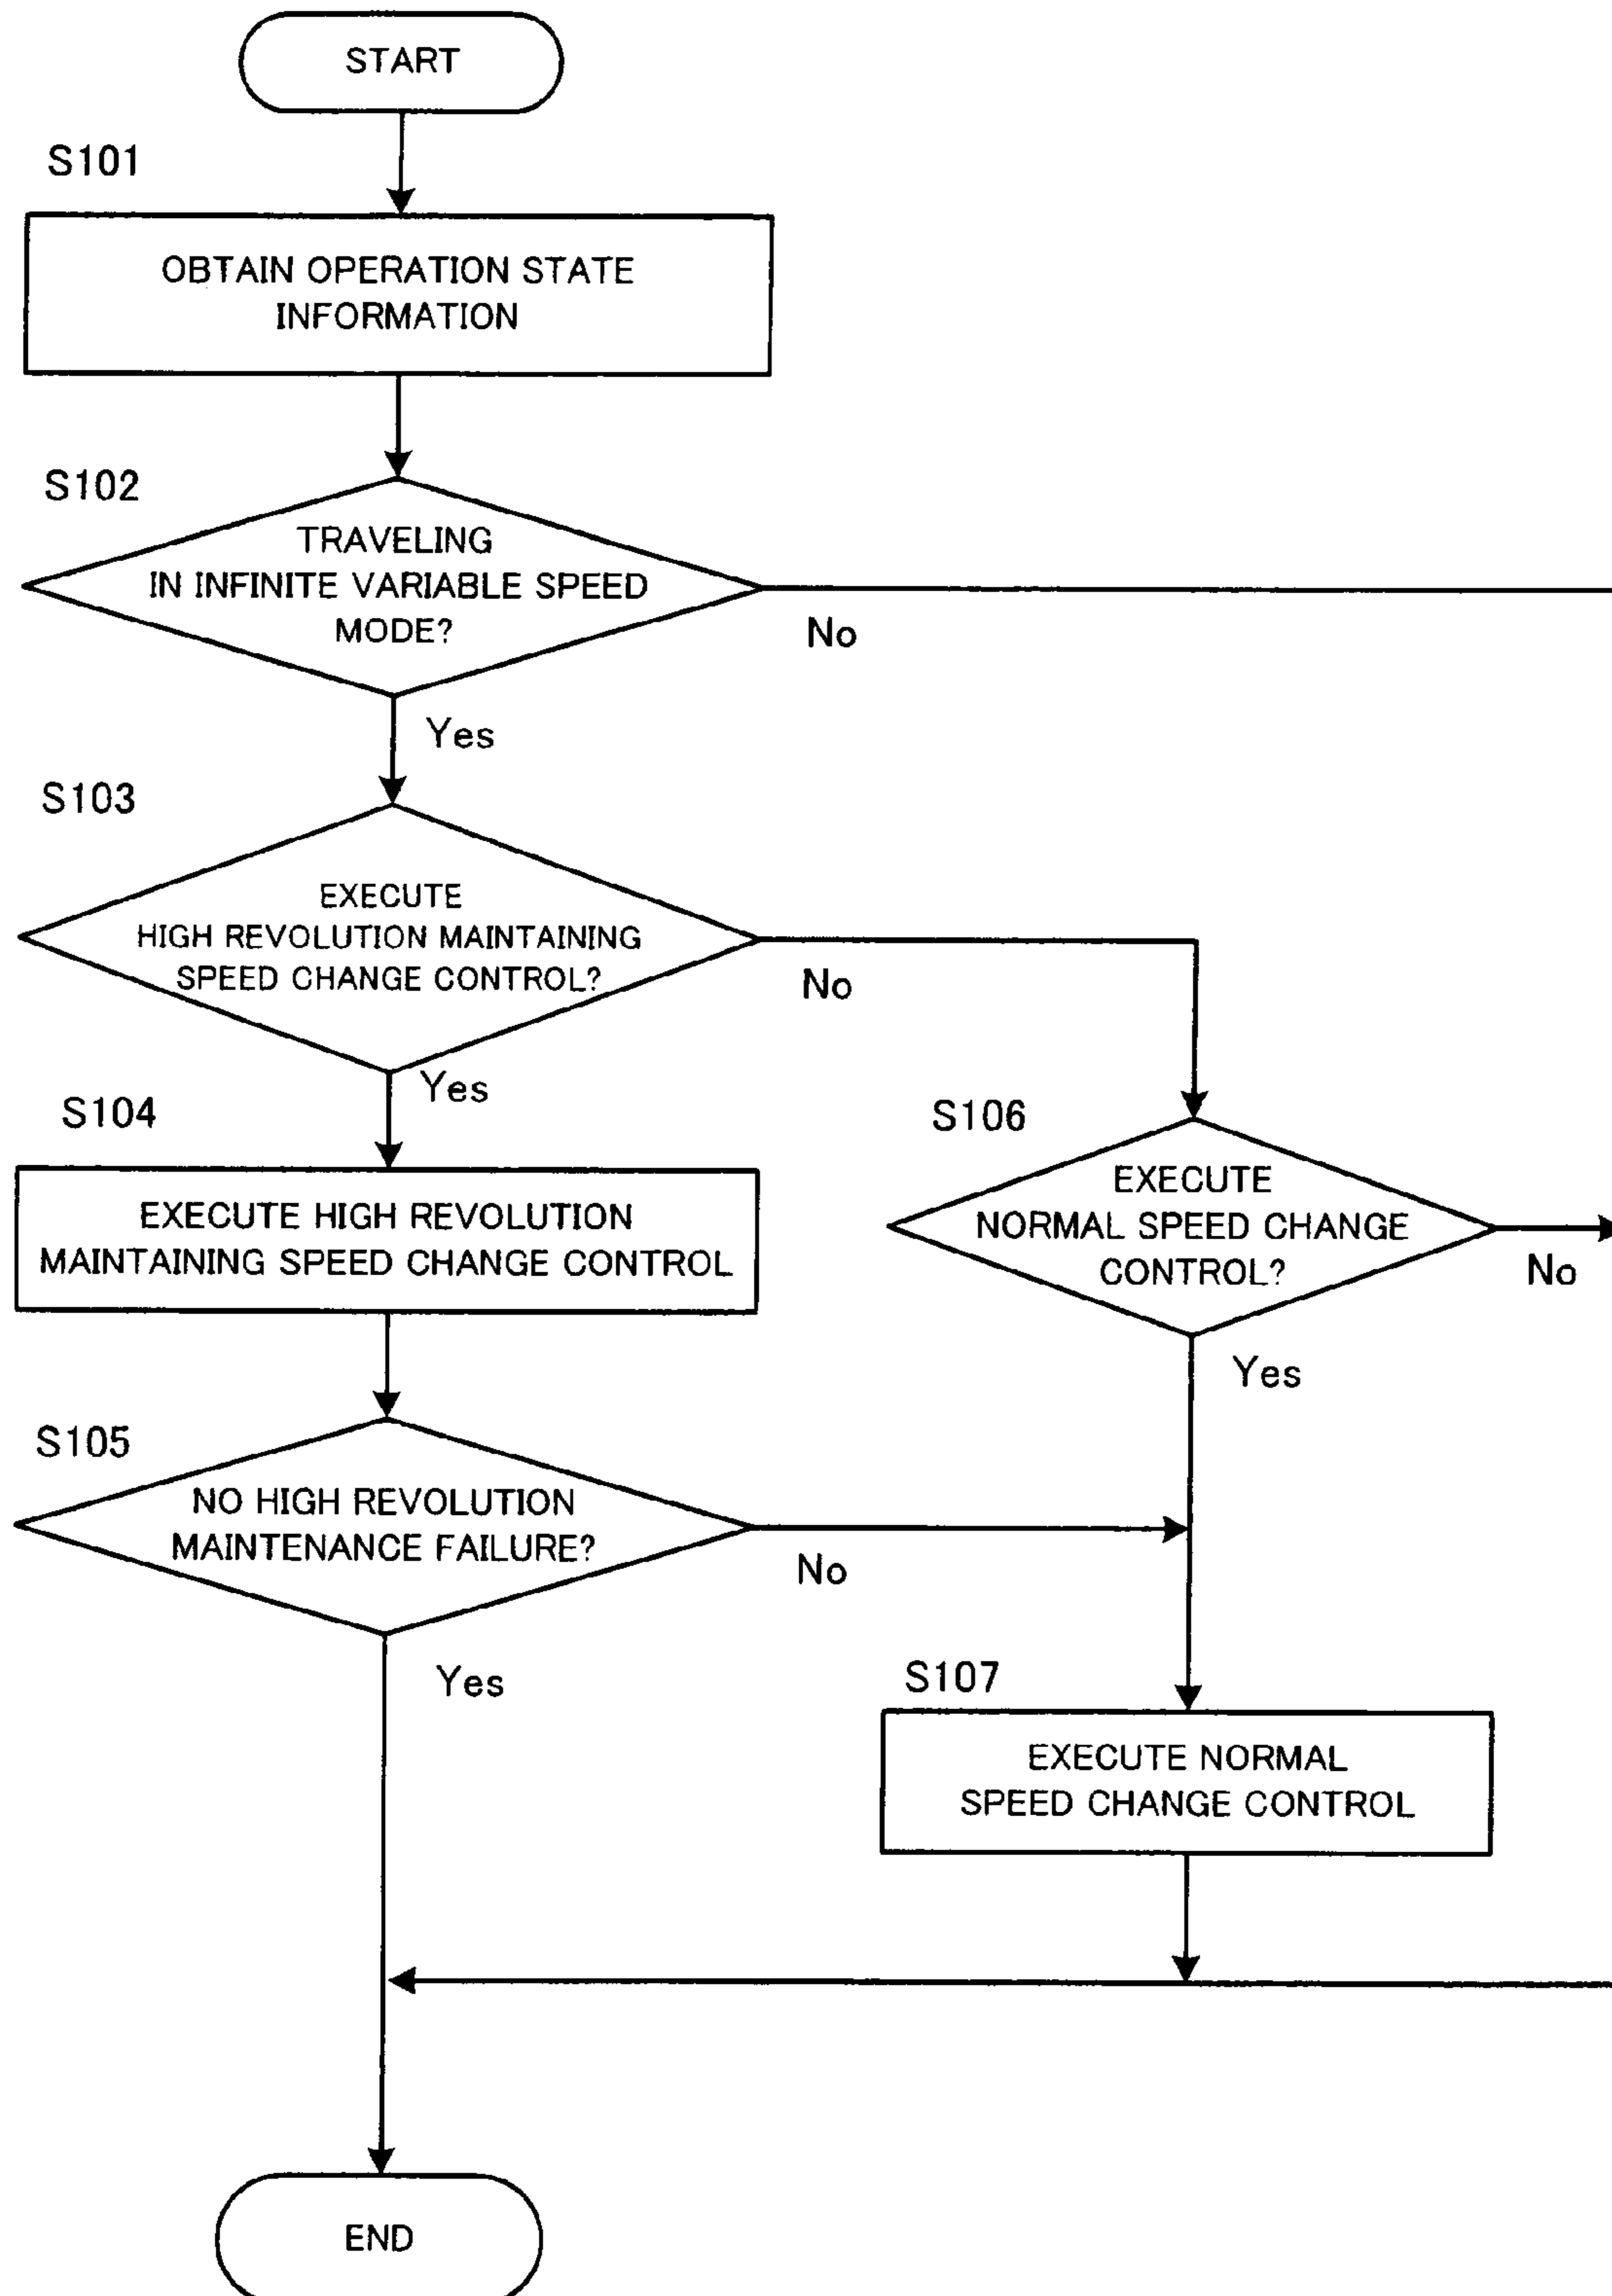 START
S101
OBTAIN OPERATION STATE
INFORMATION
S102
TRAVELING
IN INFINITE VARIABLE SPEED
MODE?
No
Yes
S103
EXECUTE
HIGH REVOLUTION MAINTAINING
SPEED CHANGE CONTROL?
No
Yes
S104
EXECUTE HIGH REVOLUTION
MAINTAINING SPEED CHANGE CONTROL
S106
EXECUTE
NORMAL SPEED CHANGE
CONTROL?
No
Yes
S105
NO HIGH REVOLUTION
MAINTENANCE FAILURE?
No
Yes
S107
EXECUTE NORMAL
SPEED CHANGE CONTROL
END